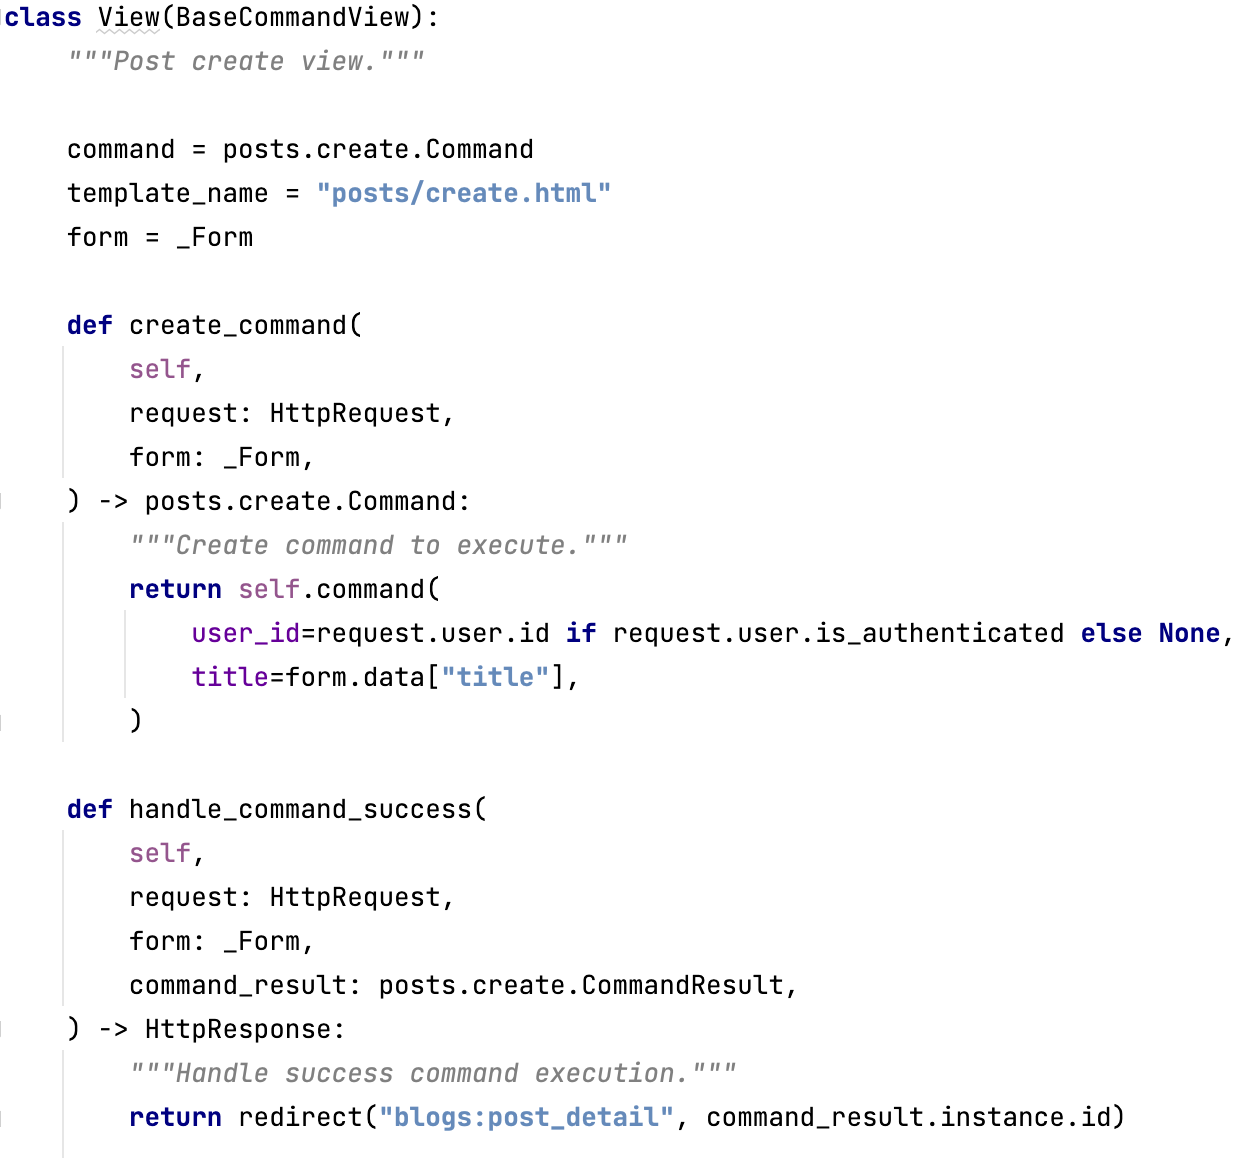 class View(BaseCommandView):
    """Post create view."""

    command = posts.create.Command
    template_name = "posts/create.html"
    form = _Form

    def create_command(
        self,
        request: HttpRequest,
        form: _Form,
    ) -> posts.create.Command:
        """Create command to execute."""
        return self.command(
            user_id=request.user.id if request.user.is_authenticated else None,
            title=form.data["title"],
        )

    def handle_command_success(
        self,
        request: HttpRequest,
        form: _Form,
        command_result: posts.create.CommandResult,
    ) -> HttpResponse:
        """Handle success command execution."""
        return redirect("blogs:post_detail", command_result.instance.id)